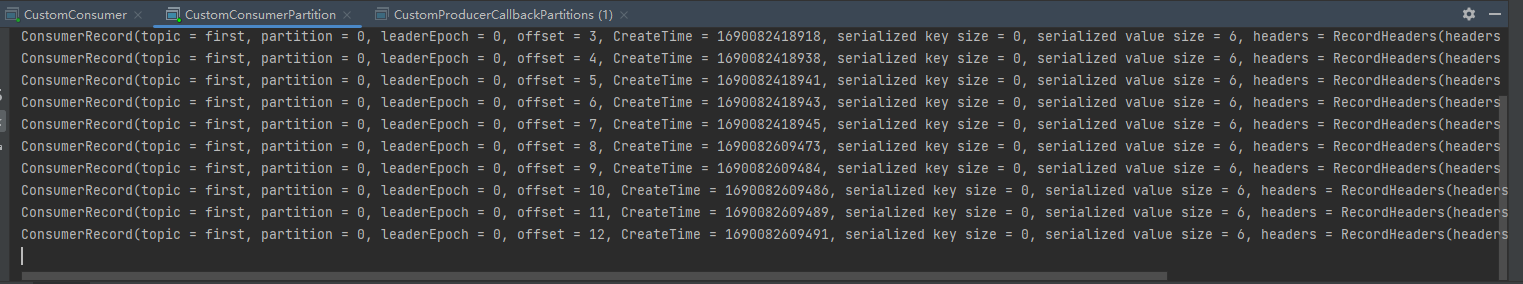 CustomConsumer CustomConsumerPartition CustomProducerCallbackPartitions (1)
ConsumerRecord(topic = first, partition = 0, leaderEpoch = 0, offset = 3, CreateTime = 1690082418918, serialized key size = 0, serialized value size = 6, headers = RecordHeaders(headers
ConsumerRecord(topic = first, partition = 0, leaderEpoch = 0, offset = 4, CreateTime = 1690082418938, serialized key size = 0, serialized value size = 6, headers = RecordHeaders(headers
ConsumerRecord(topic = first, partition = 0, leaderEpoch = 0, offset = 5, CreateTime = 1690082418941, serialized key size = 0, serialized value size = 6, headers = RecordHeaders(headers
ConsumerRecord(topic = first, partition = 0, leaderEpoch = 0, offset = 6, CreateTime = 1690082418943, serialized key size = 0, serialized value size = 6, headers = RecordHeaders(headers
ConsumerRecord(topic = first, partition = 0, leaderEpoch = 0, offset = 7, CreateTime = 1690082418945, serialized key size = 0, serialized value size = 6, headers = RecordHeaders(headers
ConsumerRecord(topic = first, partition = 0, leaderEpoch = 0, offset = 8, CreateTime = 1690082609473, serialized key size = 0, serialized value size = 6, headers = RecordHeaders(headers
ConsumerRecord(topic = first, partition = 0, leaderEpoch = 0, offset = 9, CreateTime = 1690082609484, serialized key size = 0, serialized value size = 6, headers = RecordHeaders(headers
ConsumerRecord(topic = first, partition = 0, leaderEpoch = 0, offset = 10, CreateTime = 1690082609486, serialized key size = 0, serialized value size = 6, headers = RecordHeaders(headers
ConsumerRecord(topic = first, partition = 0, leaderEpoch = 0, offset = 11, CreateTime = 1690082609489, serialized key size = 0, serialized value size = 6, headers = RecordHeaders(headers
ConsumerRecord(topic = first, partition = 0, leaderEpoch = 0, offset = 12, CreateTime = 1690082609491, serialized key size = 0, serialized value size = 6, headers = RecordHeaders(headers